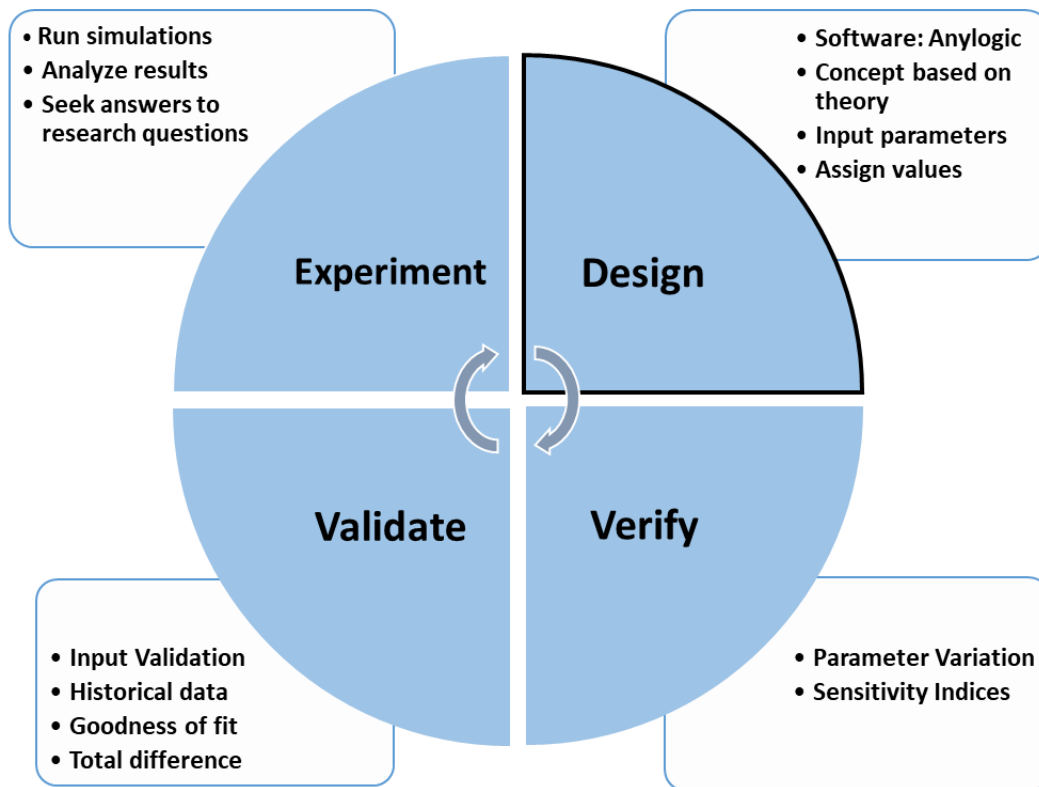 • Run simulations
• Analyze results
• Seek answers to
research questions
• Software: Anylogic
• Concept based on
theory
• Input parameters
• Assign values
Experiment
Design
Validate
Verify
• Input Validation
• Historical data
• Goodness of fit
• Total difference
• Parameter Variation
• Sensitivity Indices